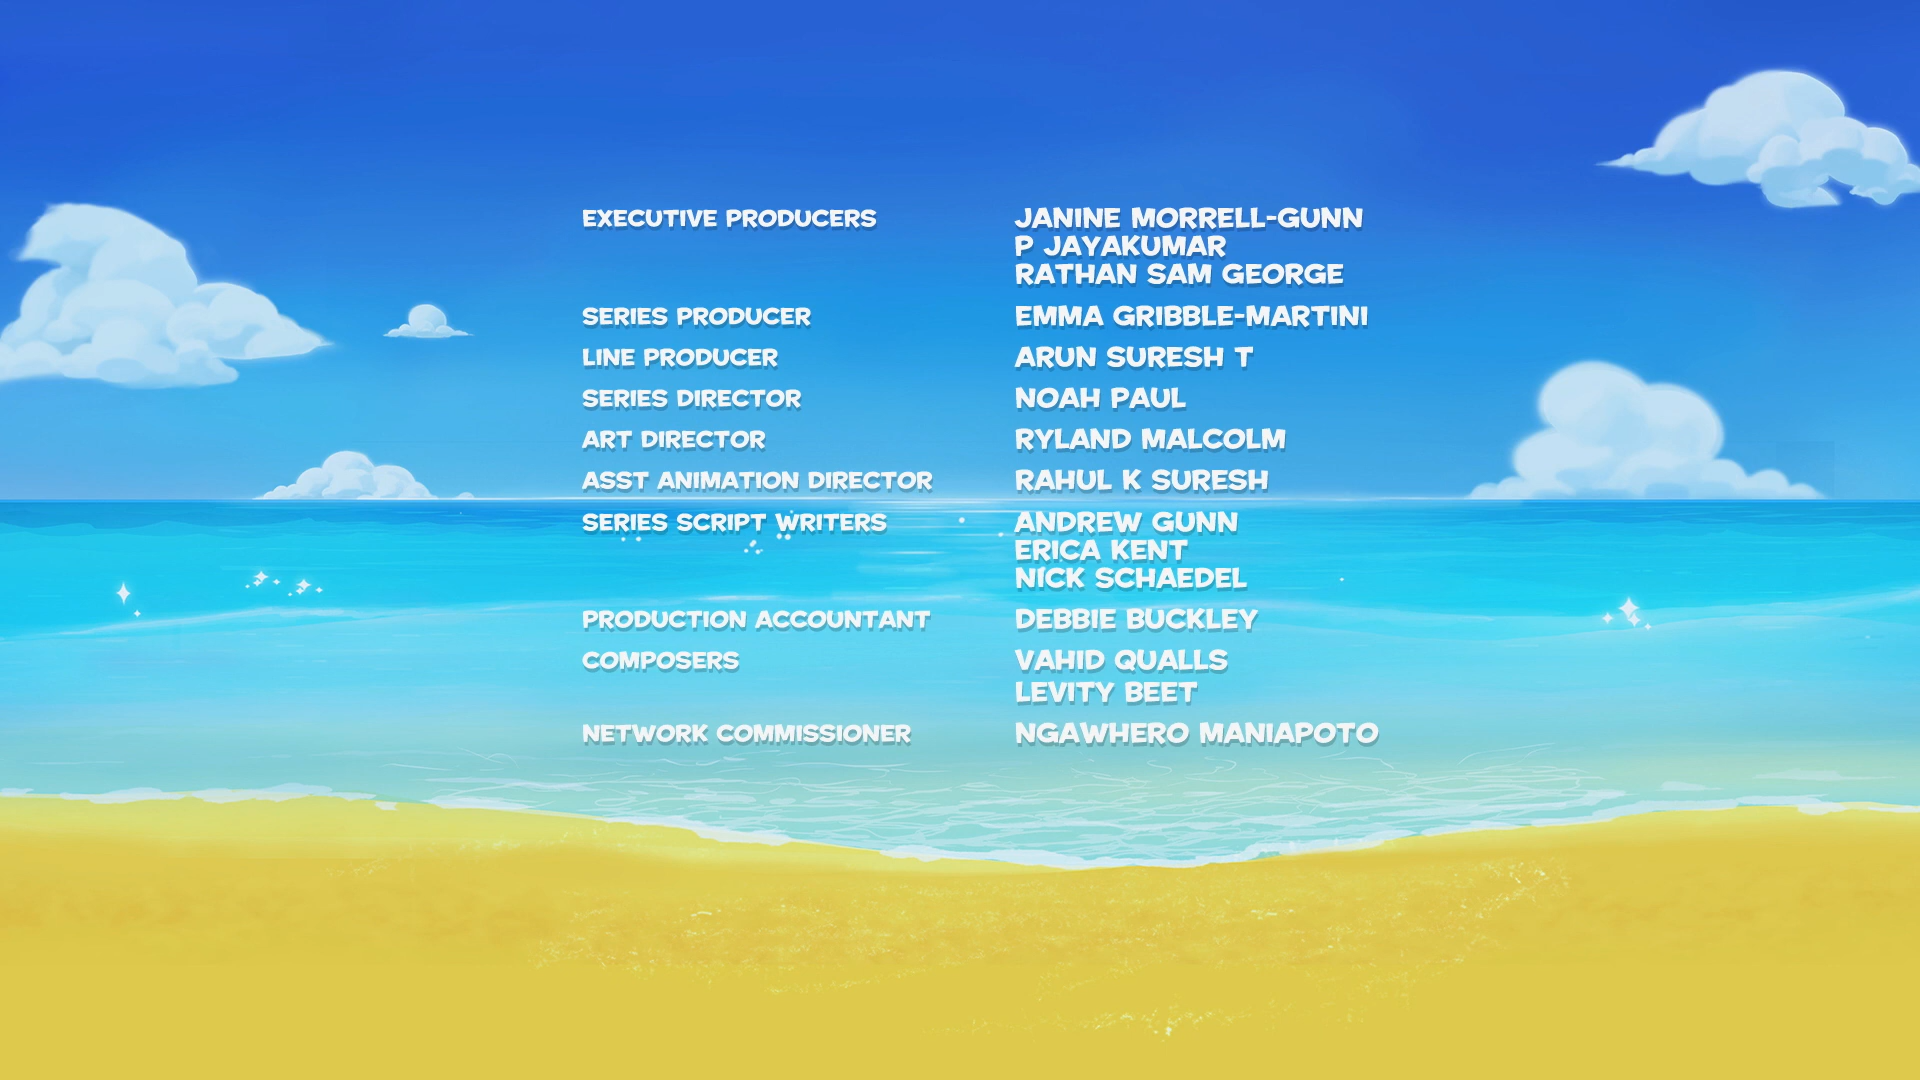 EXECUTIVE PRODUCERS JANINE MORRELL-GUNN
P JAYAKUMAR
RATHAN SAM GEORGE
SERIES PRODUCER EMMA GRIBBLE-MARTINI
LINE PRODUCER ARUN SURESH T
SERIES DIRECTOR NOAH PAUL
ART DIRECTOR RYLAND MALCOLM
ASST ANIMATION DIRECTOR RAHUL K SURESH
SERIES SCRIPT WRITERS ANDREW GUNN
ERICA KENT
NICK SCHAEDEL
PRODUCTION ACCOUNTANT DEBBIE BUCKLEY
COMPOSERS VAHID QUALLS
LEVITY BEET
NETWORK COMMISSIONER NGAWHERO MANIAPOTO